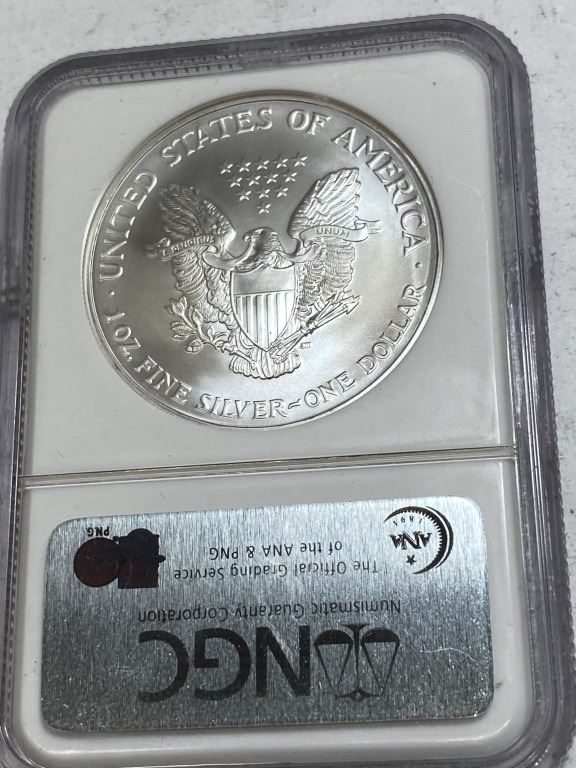 UNITED STATES OF AMERICA
E PLURIBUS UNUM
1 OZ. FINE SILVER~ONE DOLLAR
NGC
Numismatic Guaranty Corporation
The Official Grading Service
of the ANA & PNG
ANA
1891
PNG